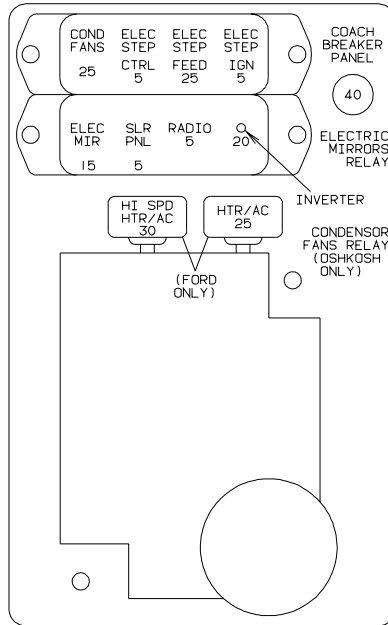 COND ELEC ELEC ELEC
FANS STEP STEP STEP
25 CTRL FEED IGN
5 25 5
COACH
BREAKER
PANEL
40
ELEC SLR RADIO
MIR PNL 5 20
15 5
ELECTRIC
MIRRORS
RELAY
INVERTER
HI SPD
HTR/AC
30
HTR/AC
25
(FORD
ONLY)
CONDENSOR
FANS RELAY
(OSHKOSH
ONLY)